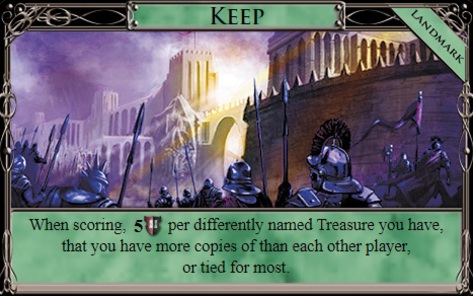 KEEP
LANDMARK
When scoring, 5 per differently named Treasure you have,
that you have more copies of than each other player,
or tied for most.